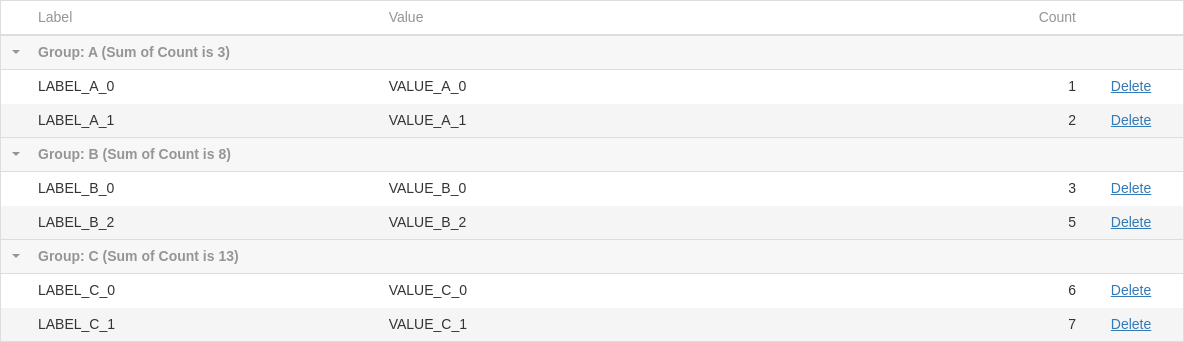 Label Value Count
Group: A (Sum of Count is 3)
LABEL_A_0 VALUE_A_0 1 Delete
LABEL_A_1 VALUE_A_1 2 Delete
Group: B (Sum of Count is 8)
LABEL_B_0 VALUE_B_0 3 Delete
LABEL_B_2 VALUE_B_2 5 Delete
Group: C (Sum of Count is 13)
LABEL_C_0 VALUE_C_0 6 Delete
LABEL_C_1 VALUE_C_1 7 Delete